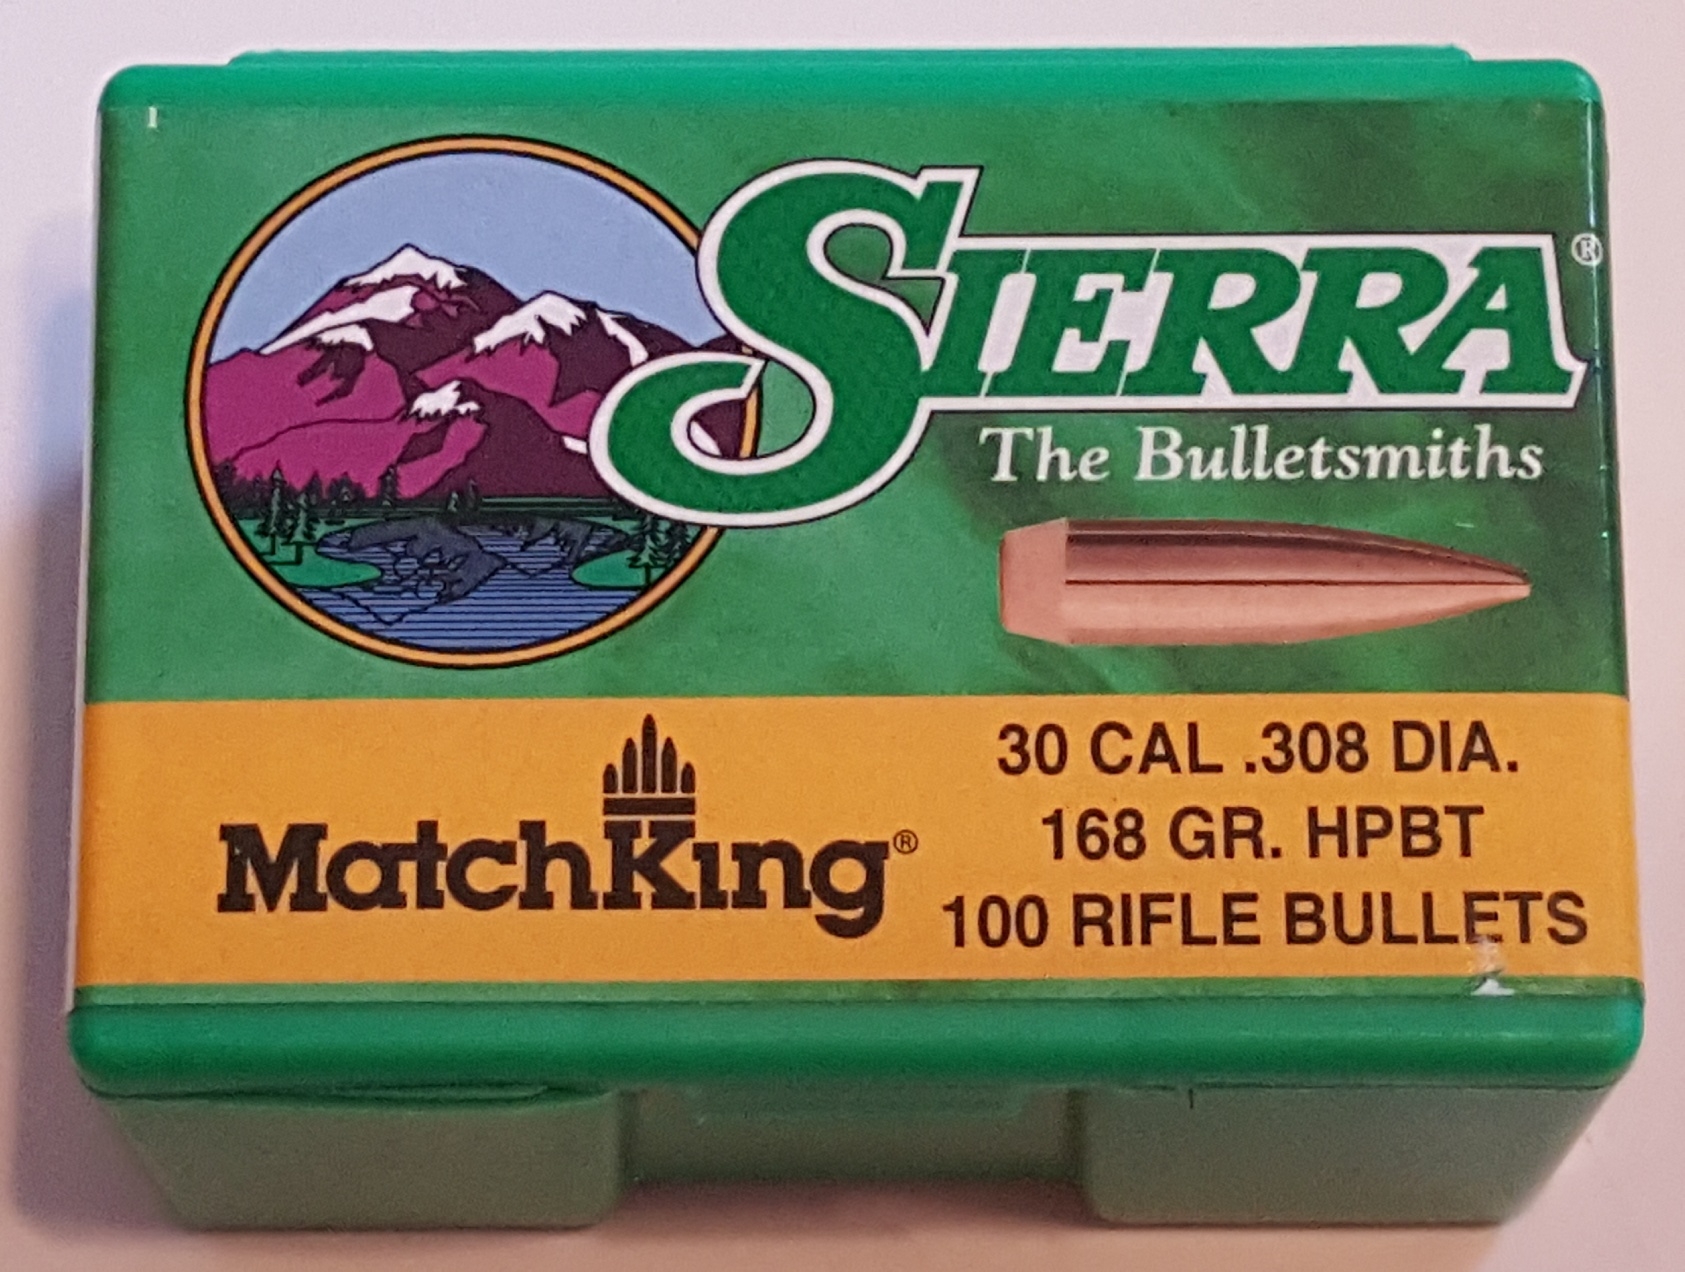 SIERRA®
The Bulletsmiths
MatchKing®
30 CAL .308 DIA.
168 GR. HPBT
100 RIFLE BULLETS